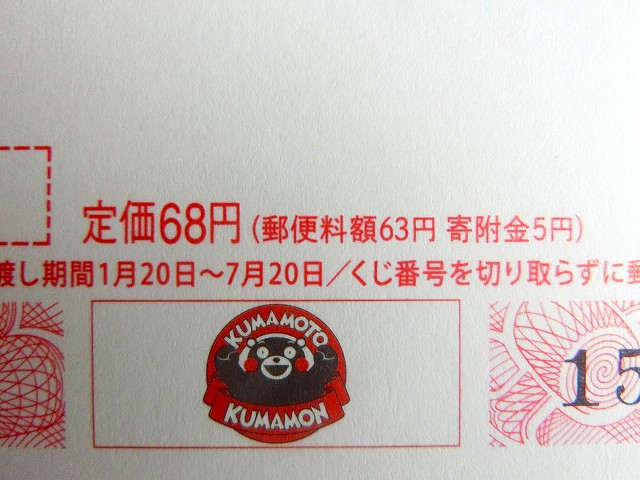 定価68円(郵便料額63円 寄附金5円)
渡し期間1月20日～7月20日／くじ番号を切り取らずに郵
KUMAMOTO
KUMAMON
15